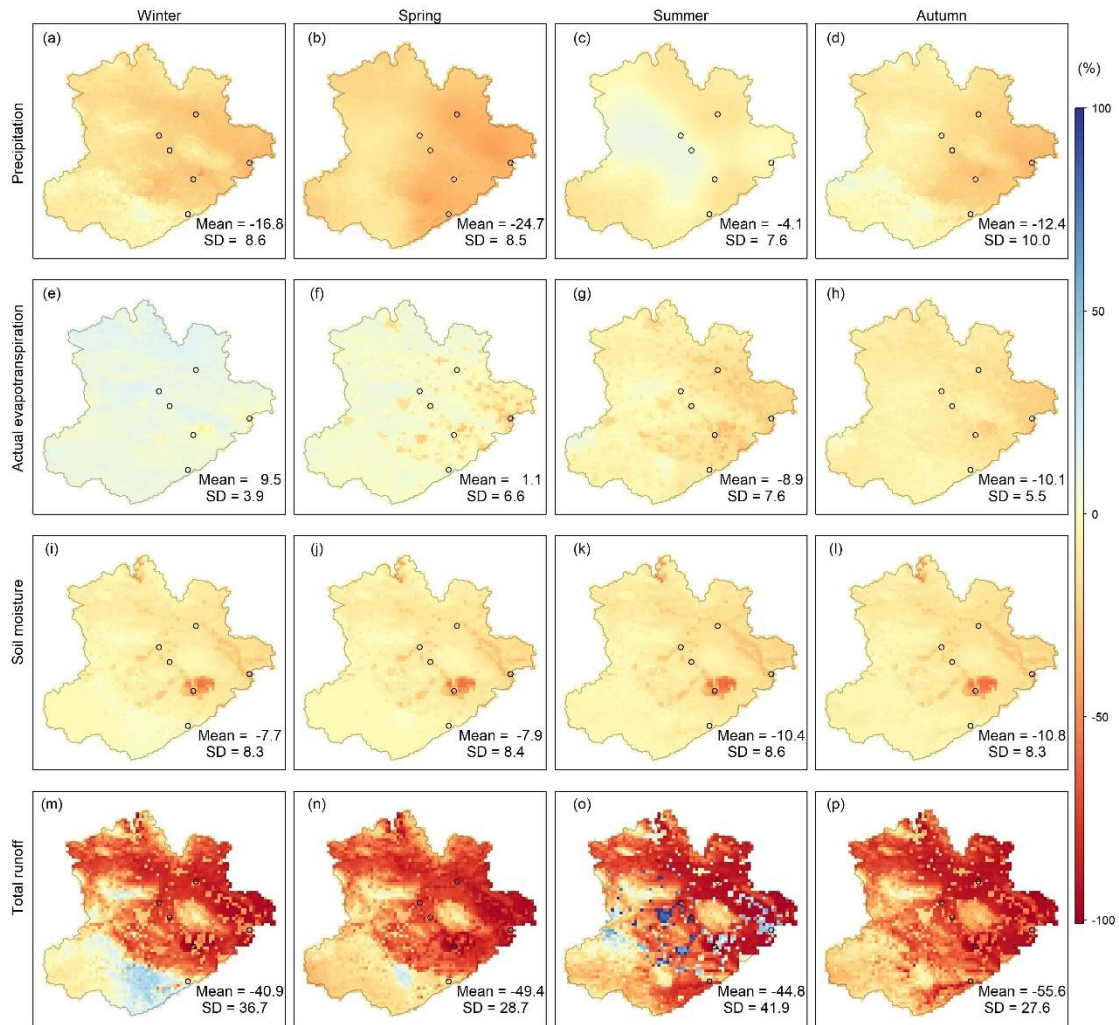 Winter
Spring
Summer
Autumn
Precipitation
(a)
Mean = -16.8
SD = 8.6
(b)
Mean = -24.7
SD = 8.5
(c)
Mean = -4.1
SD = 7.6
(d)
Mean = -12.4
SD = 10.0
Actual evapotranspiration
(e)
Mean = 9.5
SD = 3.9
(f)
Mean = 1.1
SD = 6.6
(g)
Mean = -8.9
SD = 7.6
(h)
Mean = -10.1
SD = 5.5
Soil moisture
(i)
Mean = -7.7
SD = 8.3
(j)
Mean = -7.9
SD = 8.4
(k)
Mean = -10.4
SD = 8.6
(l)
Mean = -10.8
SD = 8.3
Total runoff
(m)
Mean = -40.9
SD = 36.7
(n)
Mean = -49.4
SD = 28.7
(o)
Mean = -44.8
SD = 41.9
(p)
Mean = -55.6
SD = 27.6
(%)
100
50
0
-50
-100